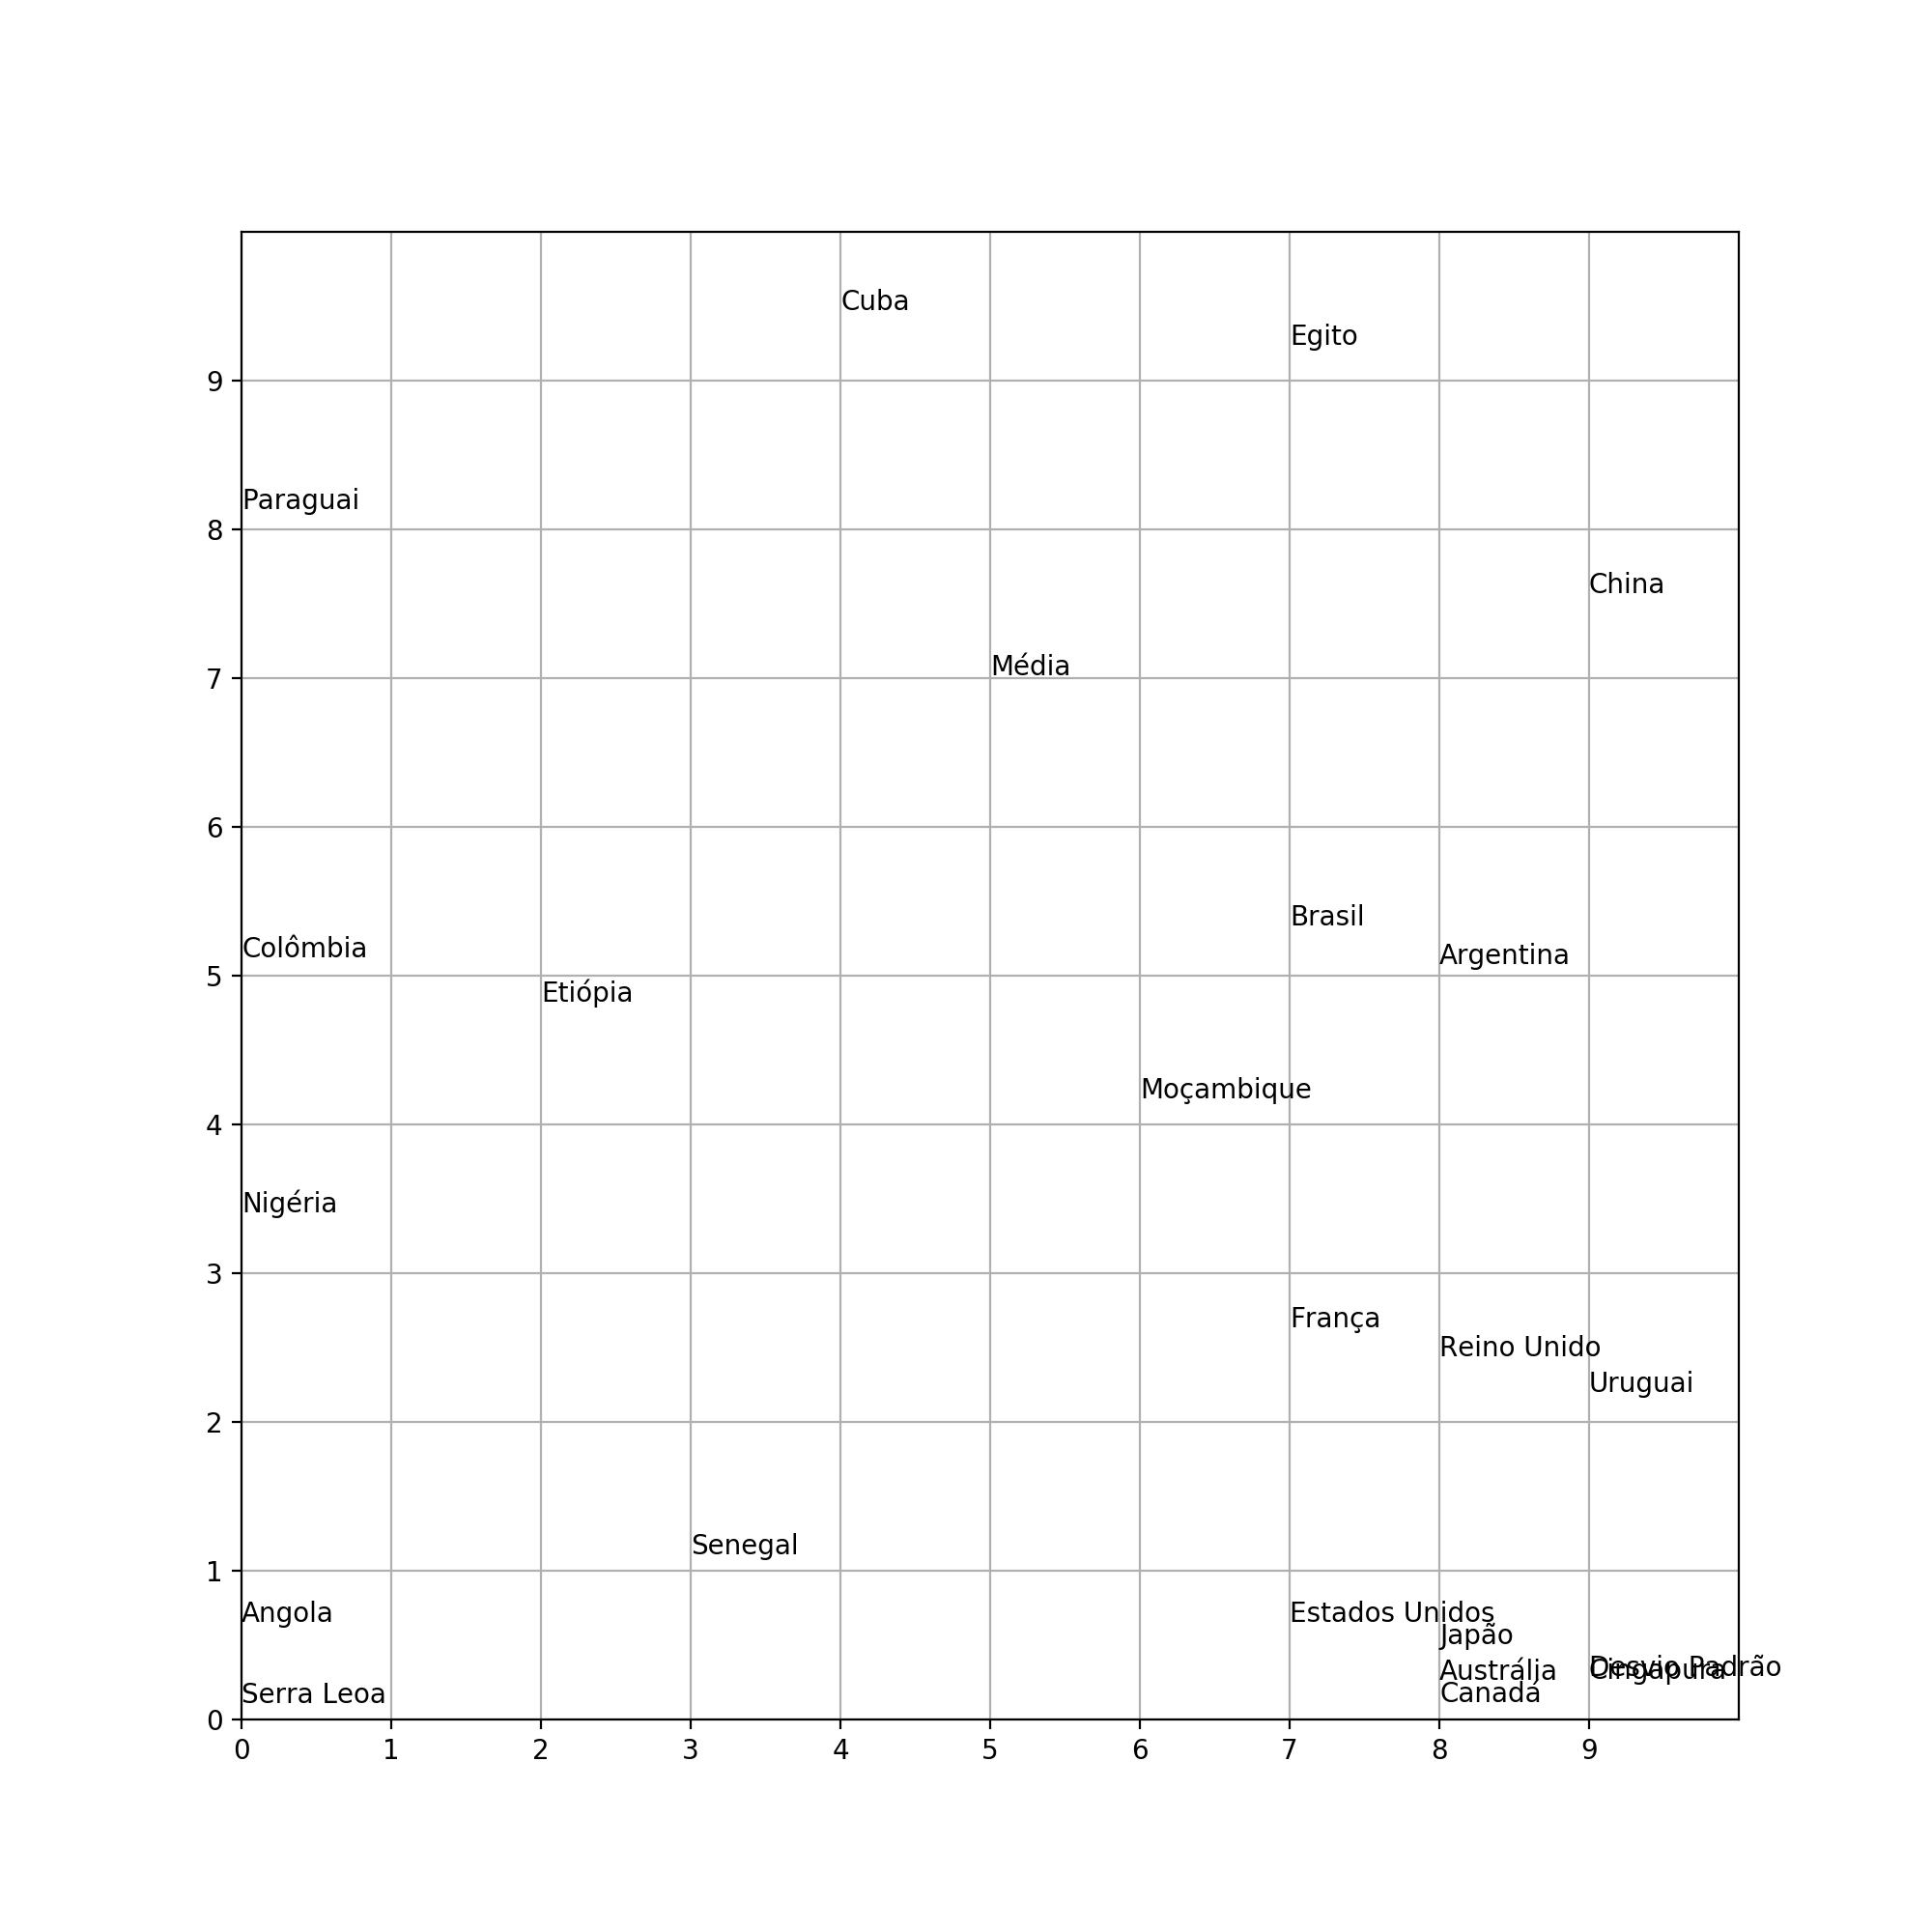 Cuba
Egito
9
Paraguai
8
China
Média
7
6
Brasil
Colômbia
Argentina
5
Etiópia
Moçambique
4
Nigéria
3
França
Reino Unido
Uruguai
2
Senegal
1
Angola
Estados Unidos
Japão
Desvio Padrão
Cingapura
Austrália
Canadá
Serra Leoa
0
0 1 2 3 4 5 6 7 8 9